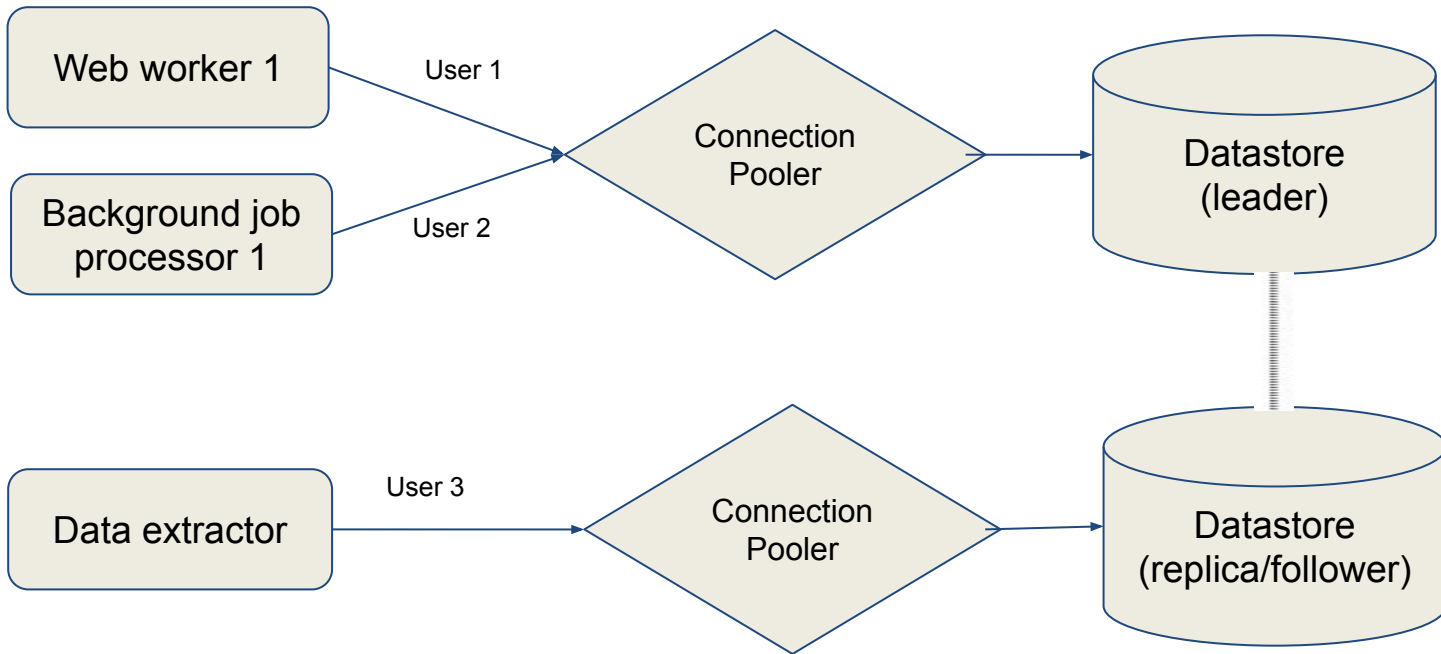 Web worker 1
User 1
Connection
Pooler
Datastore
(leader)
Background job
processor 1
User 2
Data extractor
User 3
Connection
Pooler
Datastore
(replica/follower)